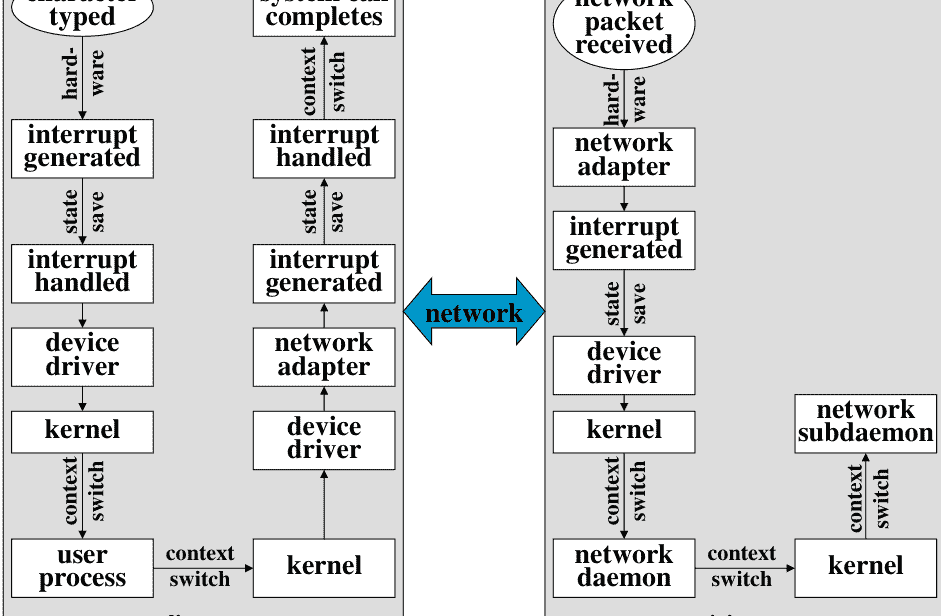 typed
completes
network
packet
received
hard-
ware
context
switch
hard-
ware
interrupt
generated
interrupt
handled
network
adapter
state
save
state
save
interrupt
generated
interrupt
handled
interrupt
generated
state
save
network
device
driver
network
adapter
device
driver
kernel
device
driver
kernel
network
subdaemon
context
switch
context
switch
context
switch
user
process
context
switch
kernel
network
daemon
context
switch
kernel